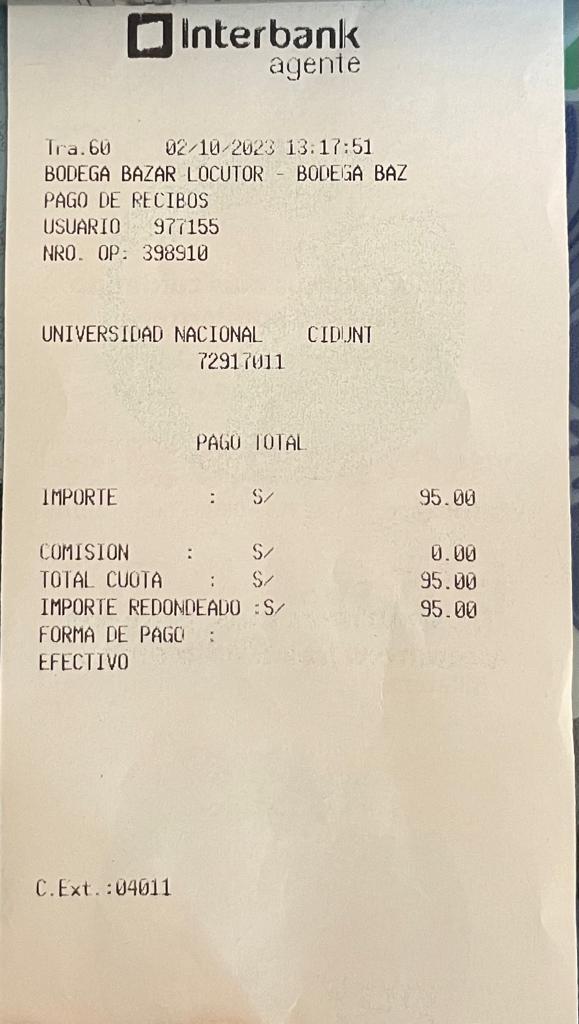 Interbank
agente
Tra.60 02/10/2023 13:17:51
BODEGA BAZAR LOCUTOR - BODEGA BAZ
PAGO DE RECIBOS
USUARIO 977155
NRO. OP: 398910
UNIVERSIDAD NACIONAL CIDUNT
72917011
PAGO TOTAL
IMPORTE : S/ 95.00
COMISION : S/ 0.00
TOTAL CUOTA : S/ 95.00
IMPORTE REDONDEADO :S/ 95.00
FORMA DE PAGO :
EFECTIVO
C.Ext.:04011